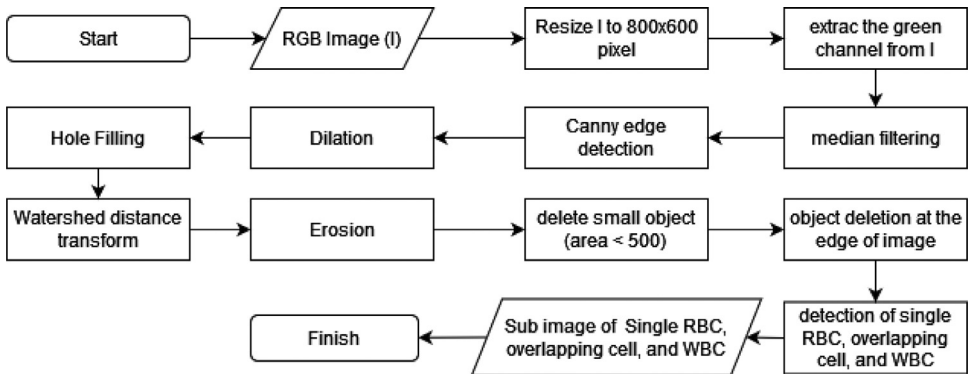 Start
RGB Image (I)
Resize I to 800x600
pixel
extrac the green
channel from I
median filtering
Canny edge
detection
Dilation
Hole Filling
Watershed distance
transform
Erosion
delete small object
(area < 500)
object deletion at the
edge of image
detection of single
RBC, overlapping
cell, and WBC
Sub image of Single RBC,
overlapping cell, and WBC
Finish